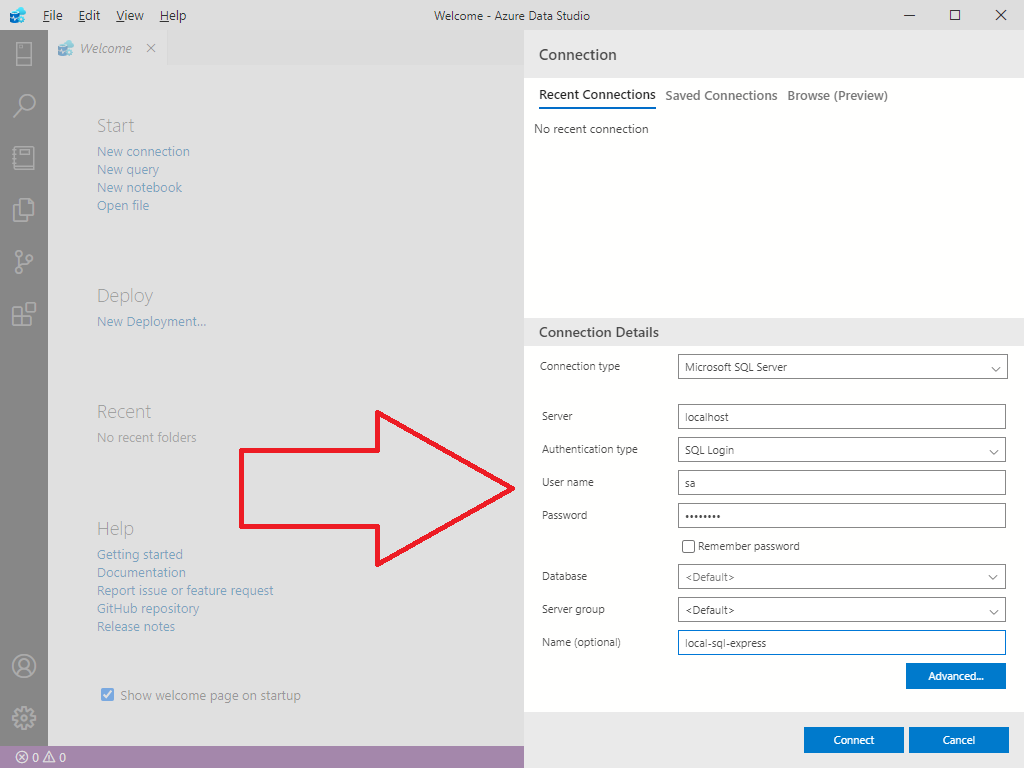 File Edit View Help
Welcome - Azure Data Studio
Welcome
Start
New connection
New query
New notebook
Open file
Deploy
New Deployment...
Recent
No recent folders
Help
Getting started
Documentation
Report issue or feature request
GitHub repository
Release notes
Show welcome page on startup
0 0
Connection
Recent Connections Saved Connections Browse (Preview)
No recent connection
Connection Details
Connection type Microsoft SQL Server
Server localhost
Authentication type SQL Login
User name sa
Password ••••••••
Remember password
Database <Default>
Server group <Default>
Name (optional) local-sql-express
Advanced...
Connect Cancel